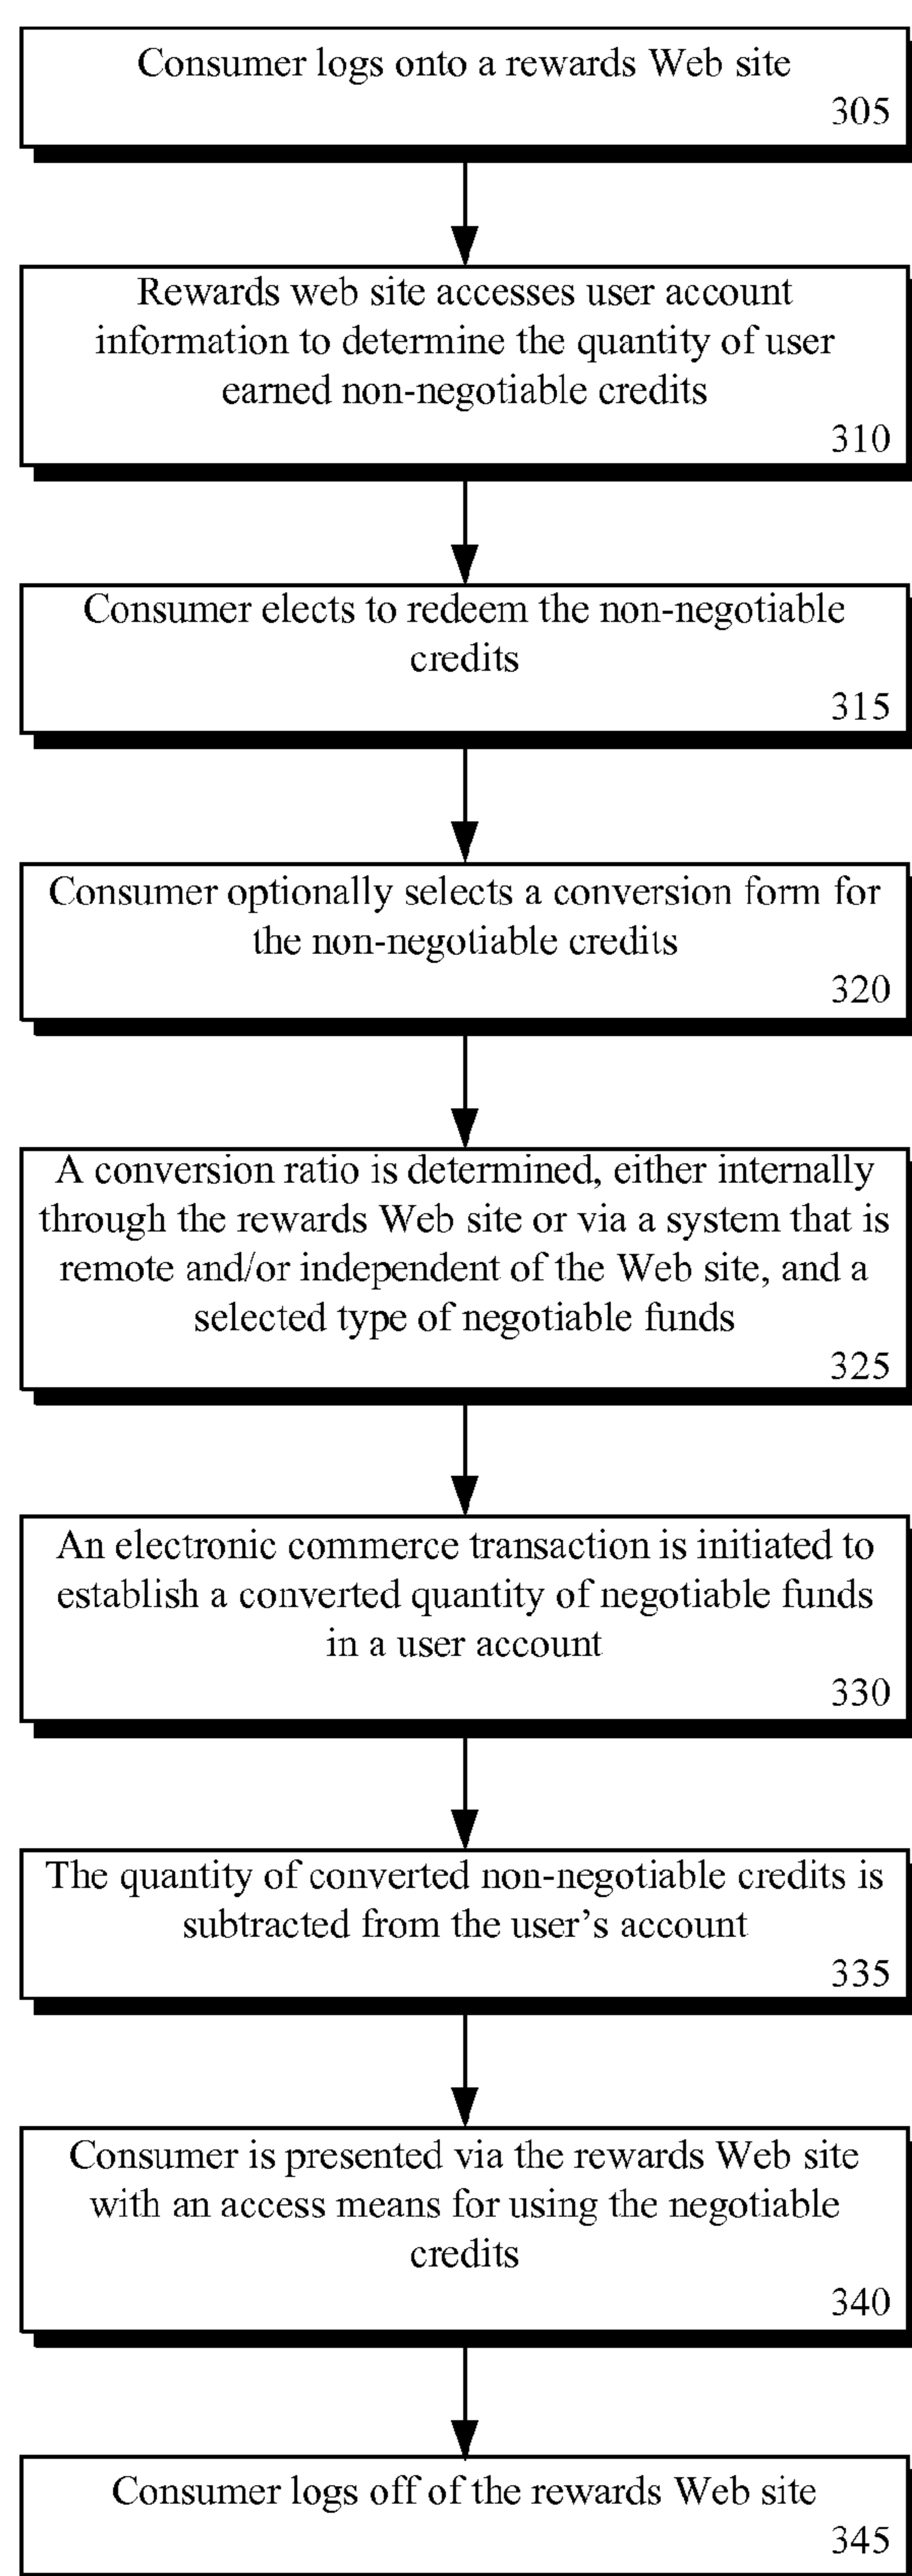 Consumer logs onto a rewards Web site
305
Rewards web site accesses user account
information to determine the quantity of user
earned non-negotiable credits
310
Consumer elects to redeem the non-negotiable
credits
315
Consumer optionally selects a conversion form for
the non-negotiable credits
320
A conversion ratio is determined, either internally
through the rewards Web site or via a system that is
remote and/or independent of the Web site, and a
selected type of negotiable funds
325
An electronic commerce transaction is initiated to
establish a converted quantity of negotiable funds
in a user account
330
The quantity of converted non-negotiable credits is
subtracted from the user’s account
335
Consumer is presented via the rewards Web site
with an access means for using the negotiable
credits
340
Consumer logs off of the rewards Web site
345